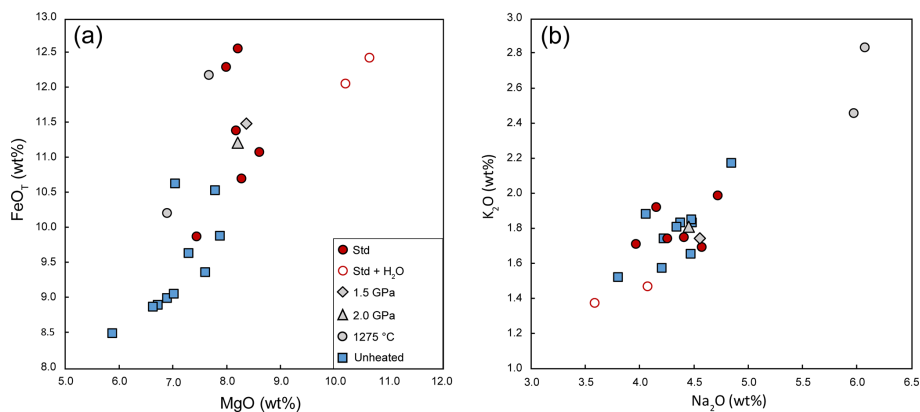 (a)
13.0
12.5
12.0
11.5
11.0
10.5
10.0
9.5
9.0
8.5
8.0
FeO_T (wt%)
5.0 6.0 7.0 8.0 9.0 10.0 11.0 12.0
MgO (wt%)
Std
Std + H₂O
1.5 GPa
2.0 GPa
1275 °C
Unheated
(b)
3.0
2.8
2.6
2.4
2.2
2.0
1.8
1.6
1.4
1.2
1.0
K₂O (wt%)
3.0 3.5 4.0 4.5 5.0 5.5 6.0 6.5
Na₂O (wt%)